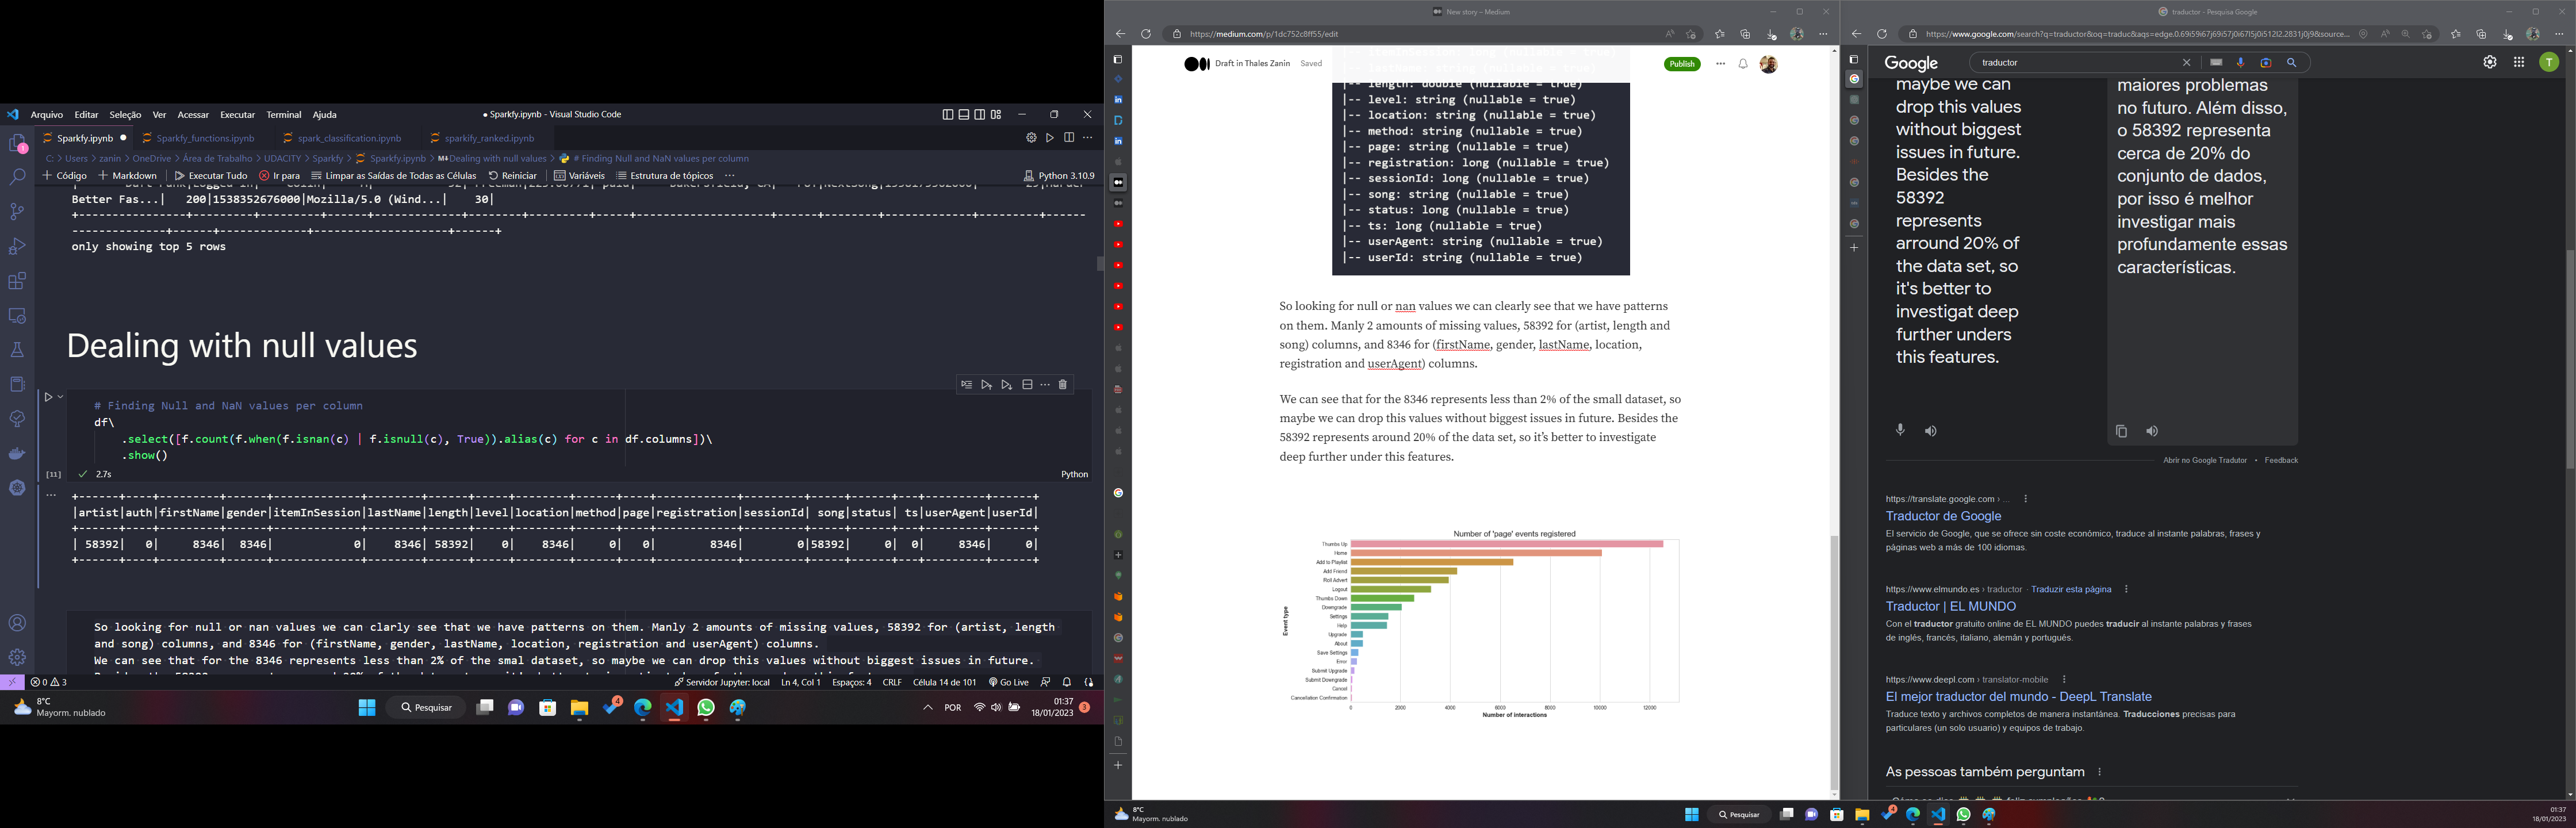 Arquivo Editar Seleção Ver Acessar Executar Terminal Ajuda
● Sparkfy.ipynb - Visual Studio Code
Sparkfy.ipynb Sparkfy_functions.ipynb spark_classification.ipynb sparkify_ranked.ipynb
C: > Users > zanin > OneDrive > Área de Trabalho > UDACITY > Sparkfy > Sparkfy.ipynb > M↓Dealing with null values > # Finding Null and NaN values per column
+ Código + Markdown Executar Tudo Ir para Limpar as Saídas de Todas as Células Reiniciar Variáveis Estrutura de tópicos ...
Python 3.10.9
Better Fas...| 200|1538352676000|Mozilla/5.0 (Wind...| 30|
only showing top 5 rows
Dealing with null values
# Finding Null and NaN values per column
df\
.select([f.count(f.when(f.isnan(c) | f.isnull(c), True)).alias(c) for c in df.columns])\
.show()
[11] 2.7s
Python
|artist|auth|firstName|gender|itemInSession|lastName|length|level|location|method|page|registration|sessionId| song|status| ts|userAgent|userId|
| 58392| 0| 8346| 8346| 0| 8346| 58392| 0| 8346| 0| 0| 8346| 0|58392| 0| 0| 8346| 0|
So looking for null or nan values we can clarly see that we have patterns on them. Manly 2 amounts of missing values, 58392 for (artist, length
and song) columns, and 8346 for (firstName, gender, lastName, location, registration and userAgent) columns.
We can see that for the 8346 represents less than 2% of the smal dataset, so maybe we can drop this values without biggest issues in future.
0 3
Servidor Jupyter: local Ln 4, Col 1 Espaços: 4 CRLF Célula 14 de 101 Go Live
8°C
Mayorm. nublado
Pesquisar
4
POR
01:37
18/01/2023
3
New story – Medium
https://medium.com/p/1dc752c8ff55/edit
Draft in Thales Zanin Saved
Publish
|-- length: double (nullable = true)
|-- level: string (nullable = true)
|-- location: string (nullable = true)
|-- method: string (nullable = true)
|-- page: string (nullable = true)
|-- registration: long (nullable = true)
|-- sessionId: long (nullable = true)
|-- song: string (nullable = true)
|-- status: long (nullable = true)
|-- ts: long (nullable = true)
|-- userAgent: string (nullable = true)
|-- userId: string (nullable = true)
So looking for null or nan values we can clearly see that we have patterns
on them. Manly 2 amounts of missing values, 58392 for (artist, length and
song) columns, and 8346 for (firstName, gender, lastName, location,
registration and userAgent) columns.
We can see that for the 8346 represents less than 2% of the small dataset, so
maybe we can drop this values without biggest issues in future. Besides the
58392 represents around 20% of the data set, so it's better to investigate
deep further under this features.
Number of 'page' events registered
Event type
Thumbs Up
Home
Add to Playlist
Add Friend
Roll Advert
Logout
Thumbs Down
Downgrade
Settings
Help
Upgrade
About
Save Settings
Error
Submit Upgrade
Submit Downgrade
Cancel
Cancellation Confirmation
0 2000 4000 6000 8000 10000 12000
Number of interactions
8°C
Mayorm. nublado
traductor - Pesquisa Google
https://www.google.com/search?q=traductor&oq=traduc&aqs=edge.0.69i59i67j69i57j0i67l5j0i512l2.2831j0j9&source...
Google
traductor
T
maybe we can
drop this values
without biggest
issues in future.
Besides the
58392
represents
arround 20% of
the data set, so
it's better to
investigat deep
further unders
this features.
maiores problemas
no futuro. Além disso,
o 58392 representa
cerca de 20% do
conjunto de dados,
por isso é melhor
investigar mais
profundamente essas
características.
Abrir no Google Tradutor • Feedback
https://translate.google.com › ...
Traductor de Google
El servicio de Google, que se ofrece sin coste económico, traduce al instante palabras, frases y
páginas web a más de 100 idiomas.
https://www.elmundo.es › traductor · Traduzir esta página
Traductor | EL MUNDO
Con el traductor gratuito online de EL MUNDO puedes traducir al instante palabras y frases
de inglés, francés, italiano, alemán y portugués.
https://www.deepl.com › translator-mobile
El mejor traductor del mundo - DeepL Translate
Traduce texto y archivos completos de manera instantánea. Traducciones precisas para
particulares (un solo usuario) y equipos de trabajo.
As pessoas também perguntam
Pesquisar
4
01:37
18/01/2023